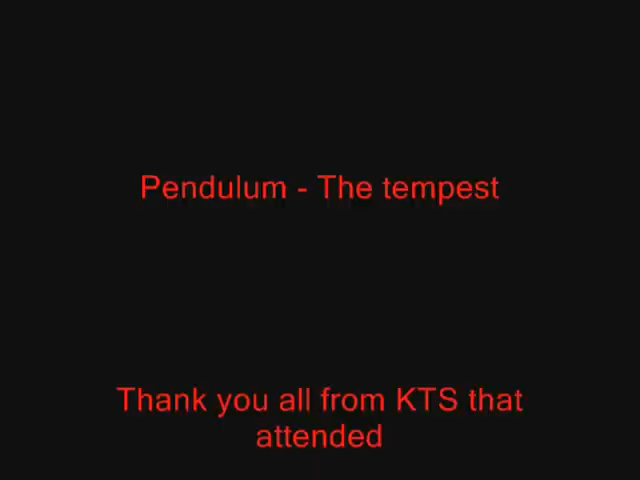 Pendulum - The tempest
Thank you all from KTS that
attended